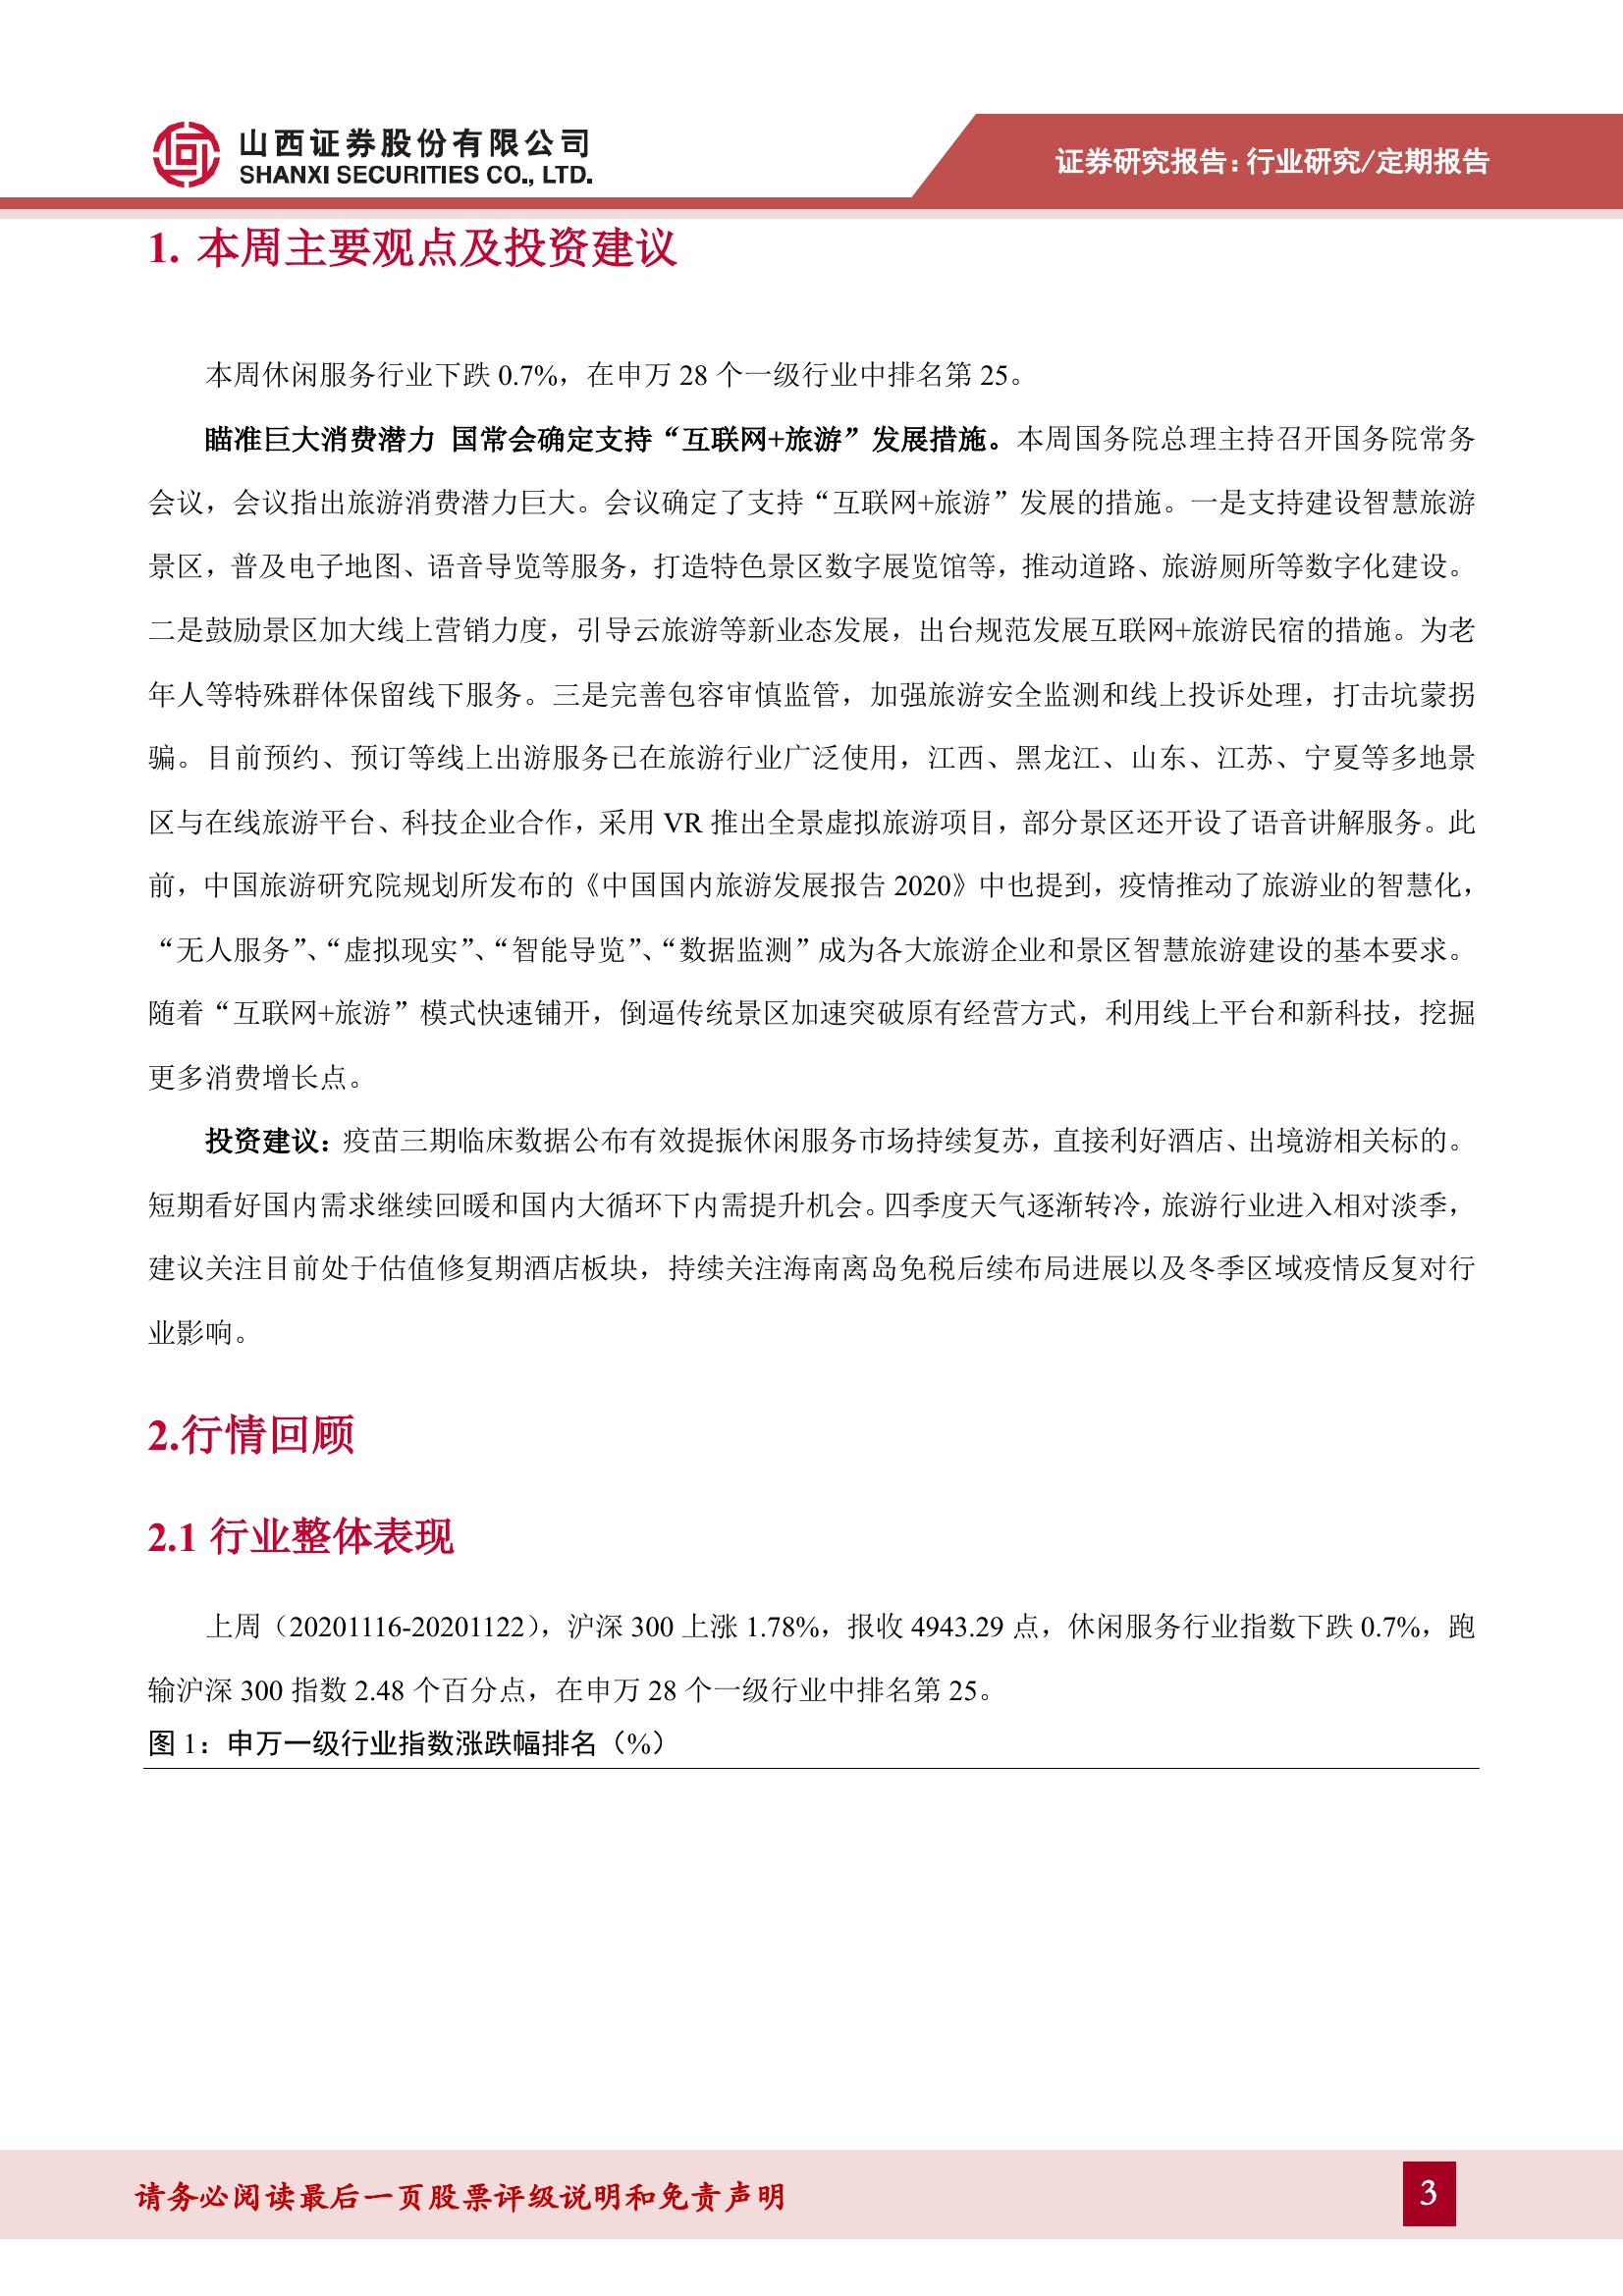 山西证券股份有限公司
SHANXI SECURITIES CO., LTD.
证券研究报告：行业研究/定期报告
1. 本周主要观点及投资建议
本周休闲服务行业下跌 0.7%，在申万 28 个一级行业中排名第 25。
瞄准巨大消费潜力 国常会确定支持“互联网+旅游”发展措施。本周国务院总理主持召开国务院常务
会议，会议指出旅游消费潜力巨大。会议确定了支持“互联网+旅游”发展的措施。一是支持建设智慧旅游
景区，普及电子地图、语音导览等服务，打造特色景区数字展览馆等，推动道路、旅游厕所等数字化建设。
二是鼓励景区加大线上营销力度，引导云旅游等新业态发展，出台规范发展互联网+旅游民宿的措施。为老
年人等特殊群体保留线下服务。三是完善包容审慎监管，加强旅游安全监测和线上投诉处理，打击坑蒙拐
骗。目前预约、预订等线上出游服务已在旅游行业广泛使用，江西、黑龙江、山东、江苏、宁夏等多地景
区与在线旅游平台、科技企业合作，采用 VR 推出全景虚拟旅游项目，部分景区还开设了语音讲解服务。此
前，中国旅游研究院规划所发布的《中国国内旅游发展报告 2020》中也提到，疫情推动了旅游业的智慧化，
“无人服务”、“虚拟现实”、“智能导览”、“数据监测”成为各大旅游企业和景区智慧旅游建设的基本要求。
随着“互联网+旅游”模式快速铺开，倒逼传统景区加速突破原有经营方式，利用线上平台和新科技，挖掘
更多消费增长点。
投资建议：疫苗三期临床数据公布有效提振休闲服务市场持续复苏，直接利好酒店、出境游相关标的。
短期看好国内需求继续回暖和国内大循环下内需提升机会。四季度天气逐渐转冷，旅游行业进入相对淡季，
建议关注目前处于估值修复期酒店板块，持续关注海南离岛免税后续布局进展以及冬季区域疫情反复对行
业影响。
2.行情回顾
2.1 行业整体表现
上周（20201116-20201122），沪深 300 上涨 1.78%，报收 4943.29 点，休闲服务行业指数下跌 0.7%，跑
输沪深 300 指数 2.48 个百分点，在申万 28 个一级行业中排名第 25。
图 1：申万一级行业指数涨跌幅排名（%）
请务必阅读最后一页股票评级说明和免责声明
3